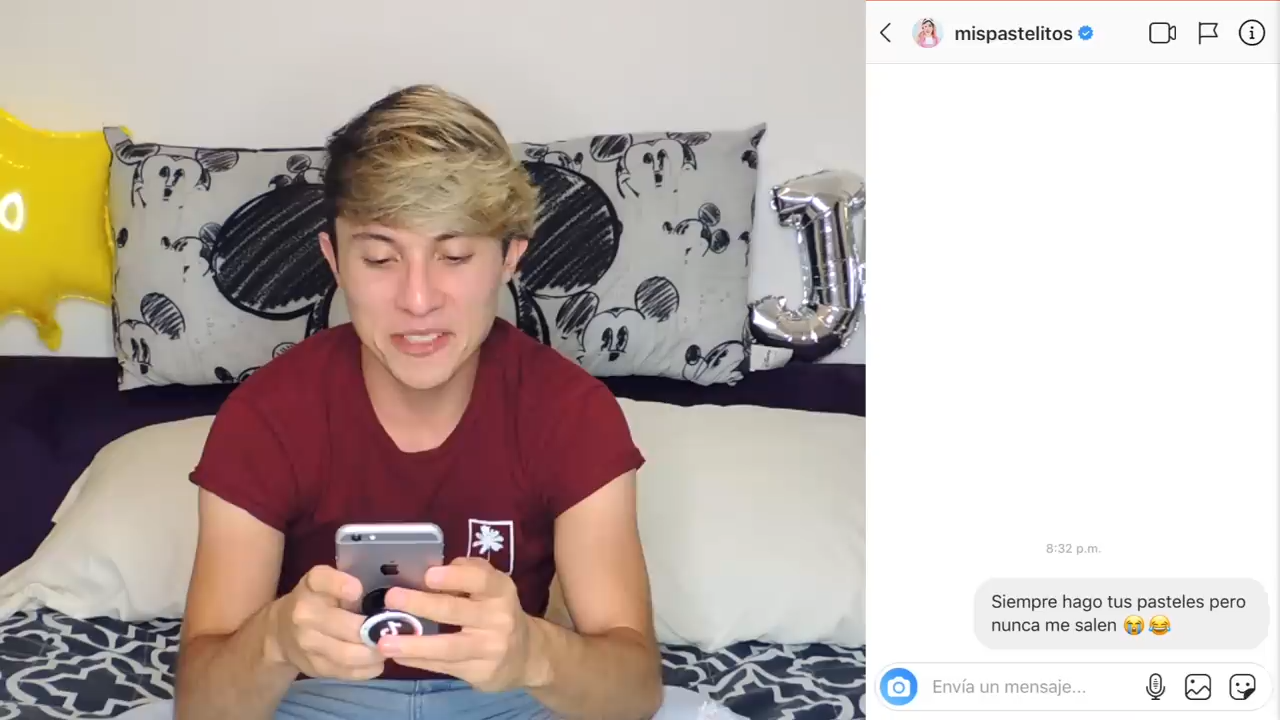 mispastelitos
8:32 p.m.
Siempre hago tus pasteles pero
nunca me salen 😭😂
Envía un mensaje...